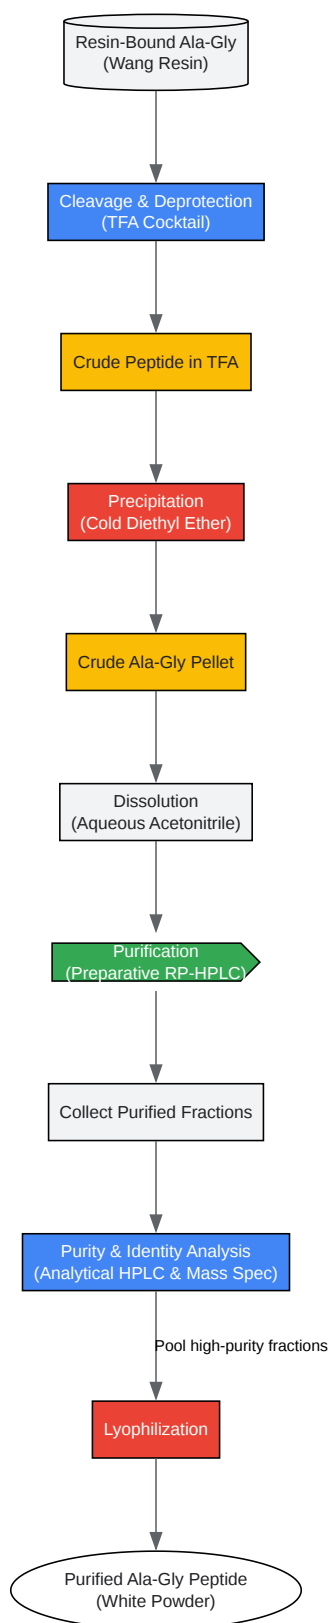 Resin-Bound Ala-Gly
(Wang Resin)
Cleavage & Deprotection
(TFA Cocktail)
Crude Peptide in TFA
Precipitation
(Cold Diethyl Ether)
Crude Ala-Gly Pellet
Dissolution
(Aqueous Acetonitrile)
Purification
(Preparative RP-HPLC)
Collect Purified Fractions
Purity & Identity Analysis
(Analytical HPLC & Mass Spec)
Pool high-purity fractions
Lyophilization
Purified Ala-Gly Peptide
(White Powder)